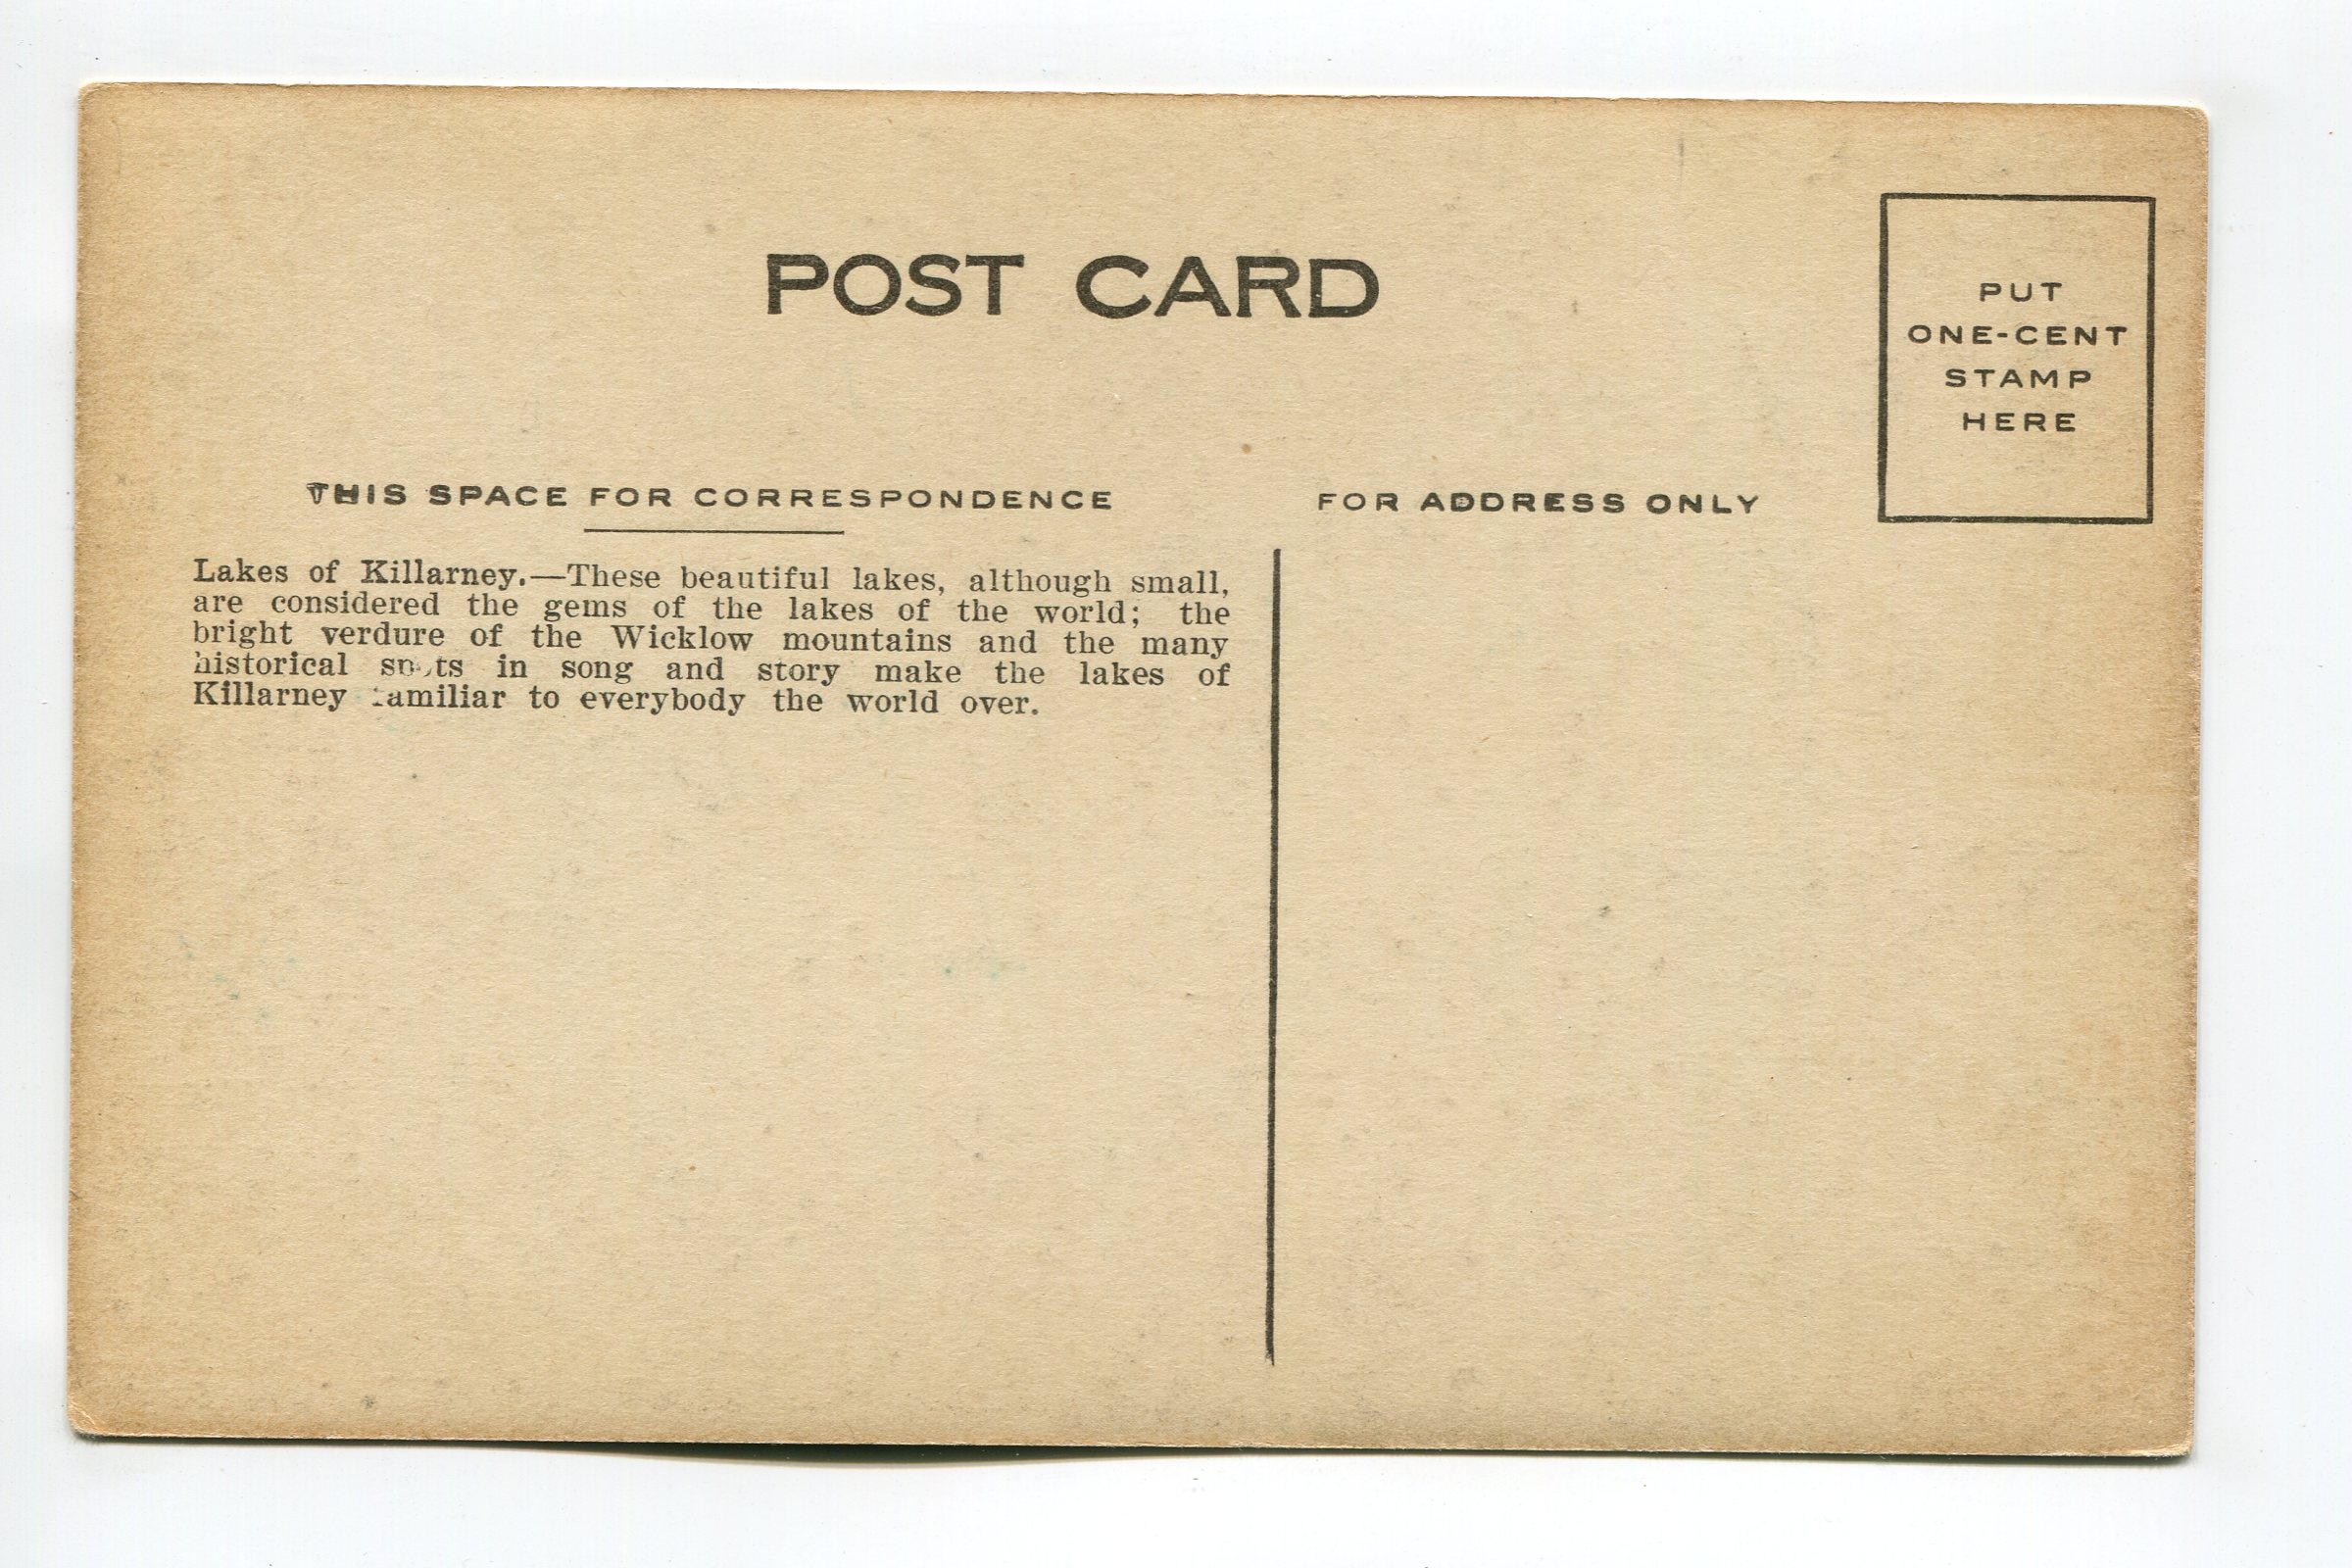 POST CARD
PUT
ONE-CENT
STAMP
HERE
THIS SPACE FOR CORRESPONDENCE
FOR ADDRESS ONLY
Lakes of Killarney.—These beautiful lakes, although small,
are considered the gems of the lakes of the world; the
bright verdure of the Wicklow mountains and the many
historical spots in song and story make the lakes of
Killarney familiar to everybody the world over.